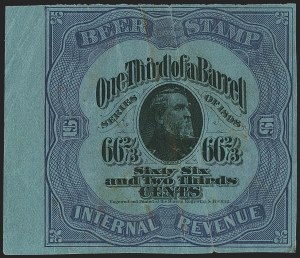 BEER STAMP
One Third of a Barrel
SERIES OF 1898
66⅔ 66⅔
Sixty Six
and Two Thirds
CENTS
INTERNAL REVENUE